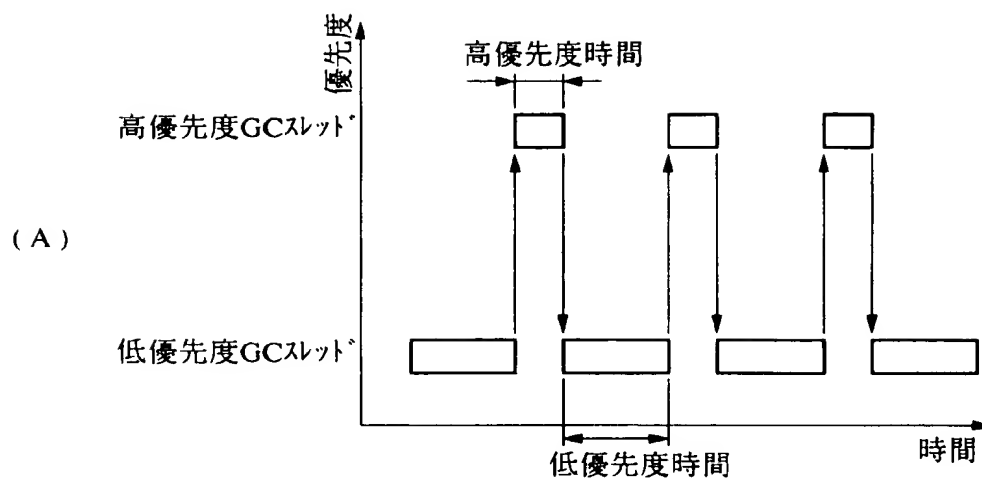 優先度
高優先度時間
高優先度GCｽﾚｯﾄﾞ
( A )
低優先度GCｽﾚｯﾄﾞ
時間
低優先度時間